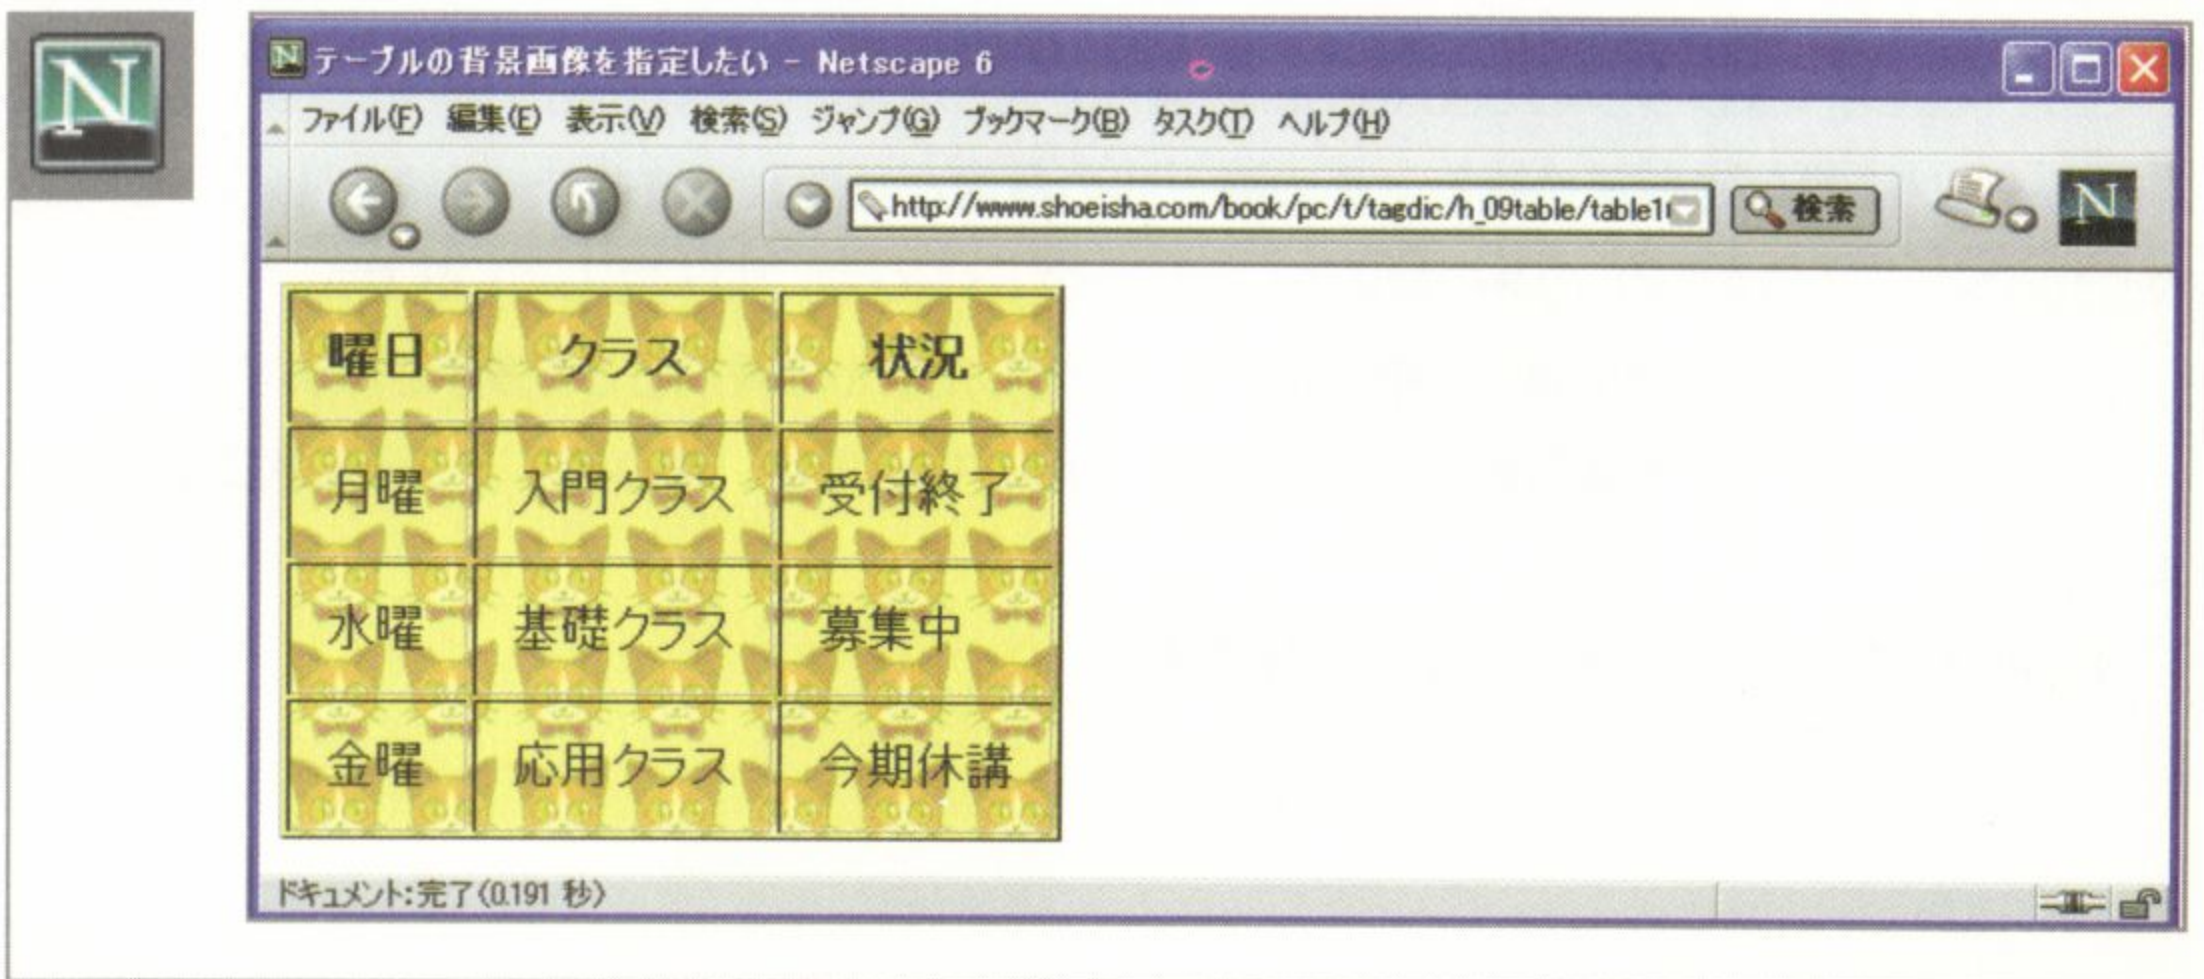 N
テーブルの背景画像を指定したい - Netscape 6
ファイル(F) 編集(E) 表示(V) 検索(S) ジャンプ(G) ブックマーク(B) タスク(T) ヘルプ(H)
http://www.shoeisha.com/book/pc/t/tagdic/h_09table/table1 検索 N
曜日 クラス 状況
月曜 入門クラス 受付終了
水曜 基礎クラス 募集中
金曜 応用クラス 今期休講
ドキュメント:完了(0.191 秒)